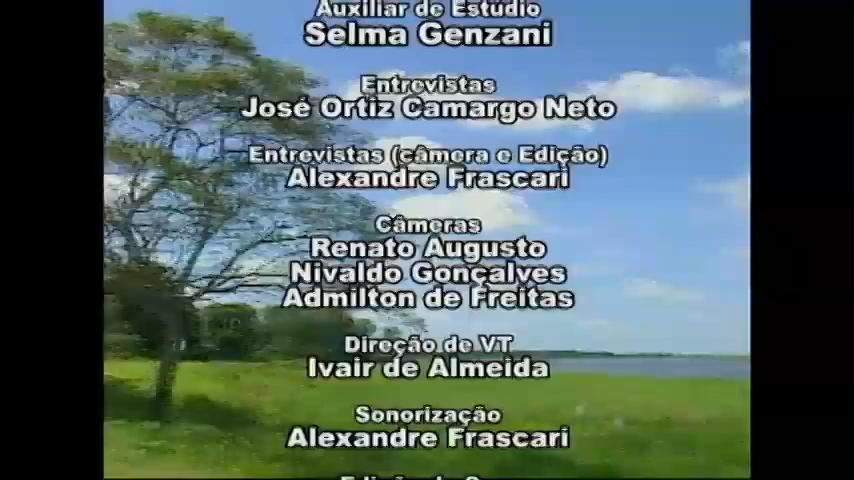 Auxiliar de Estúdio
Selma Genzani
Entrevistas
José Ortiz Camargo Neto
Entrevistas (câmera e Edição)
Alexandre Frascari
Câmeras
Renato Augusto
Nivaldo Gonçalves
Admilton de Freitas
Direção de VT
Ivair de Almeida
Sonorização
Alexandre Frascari